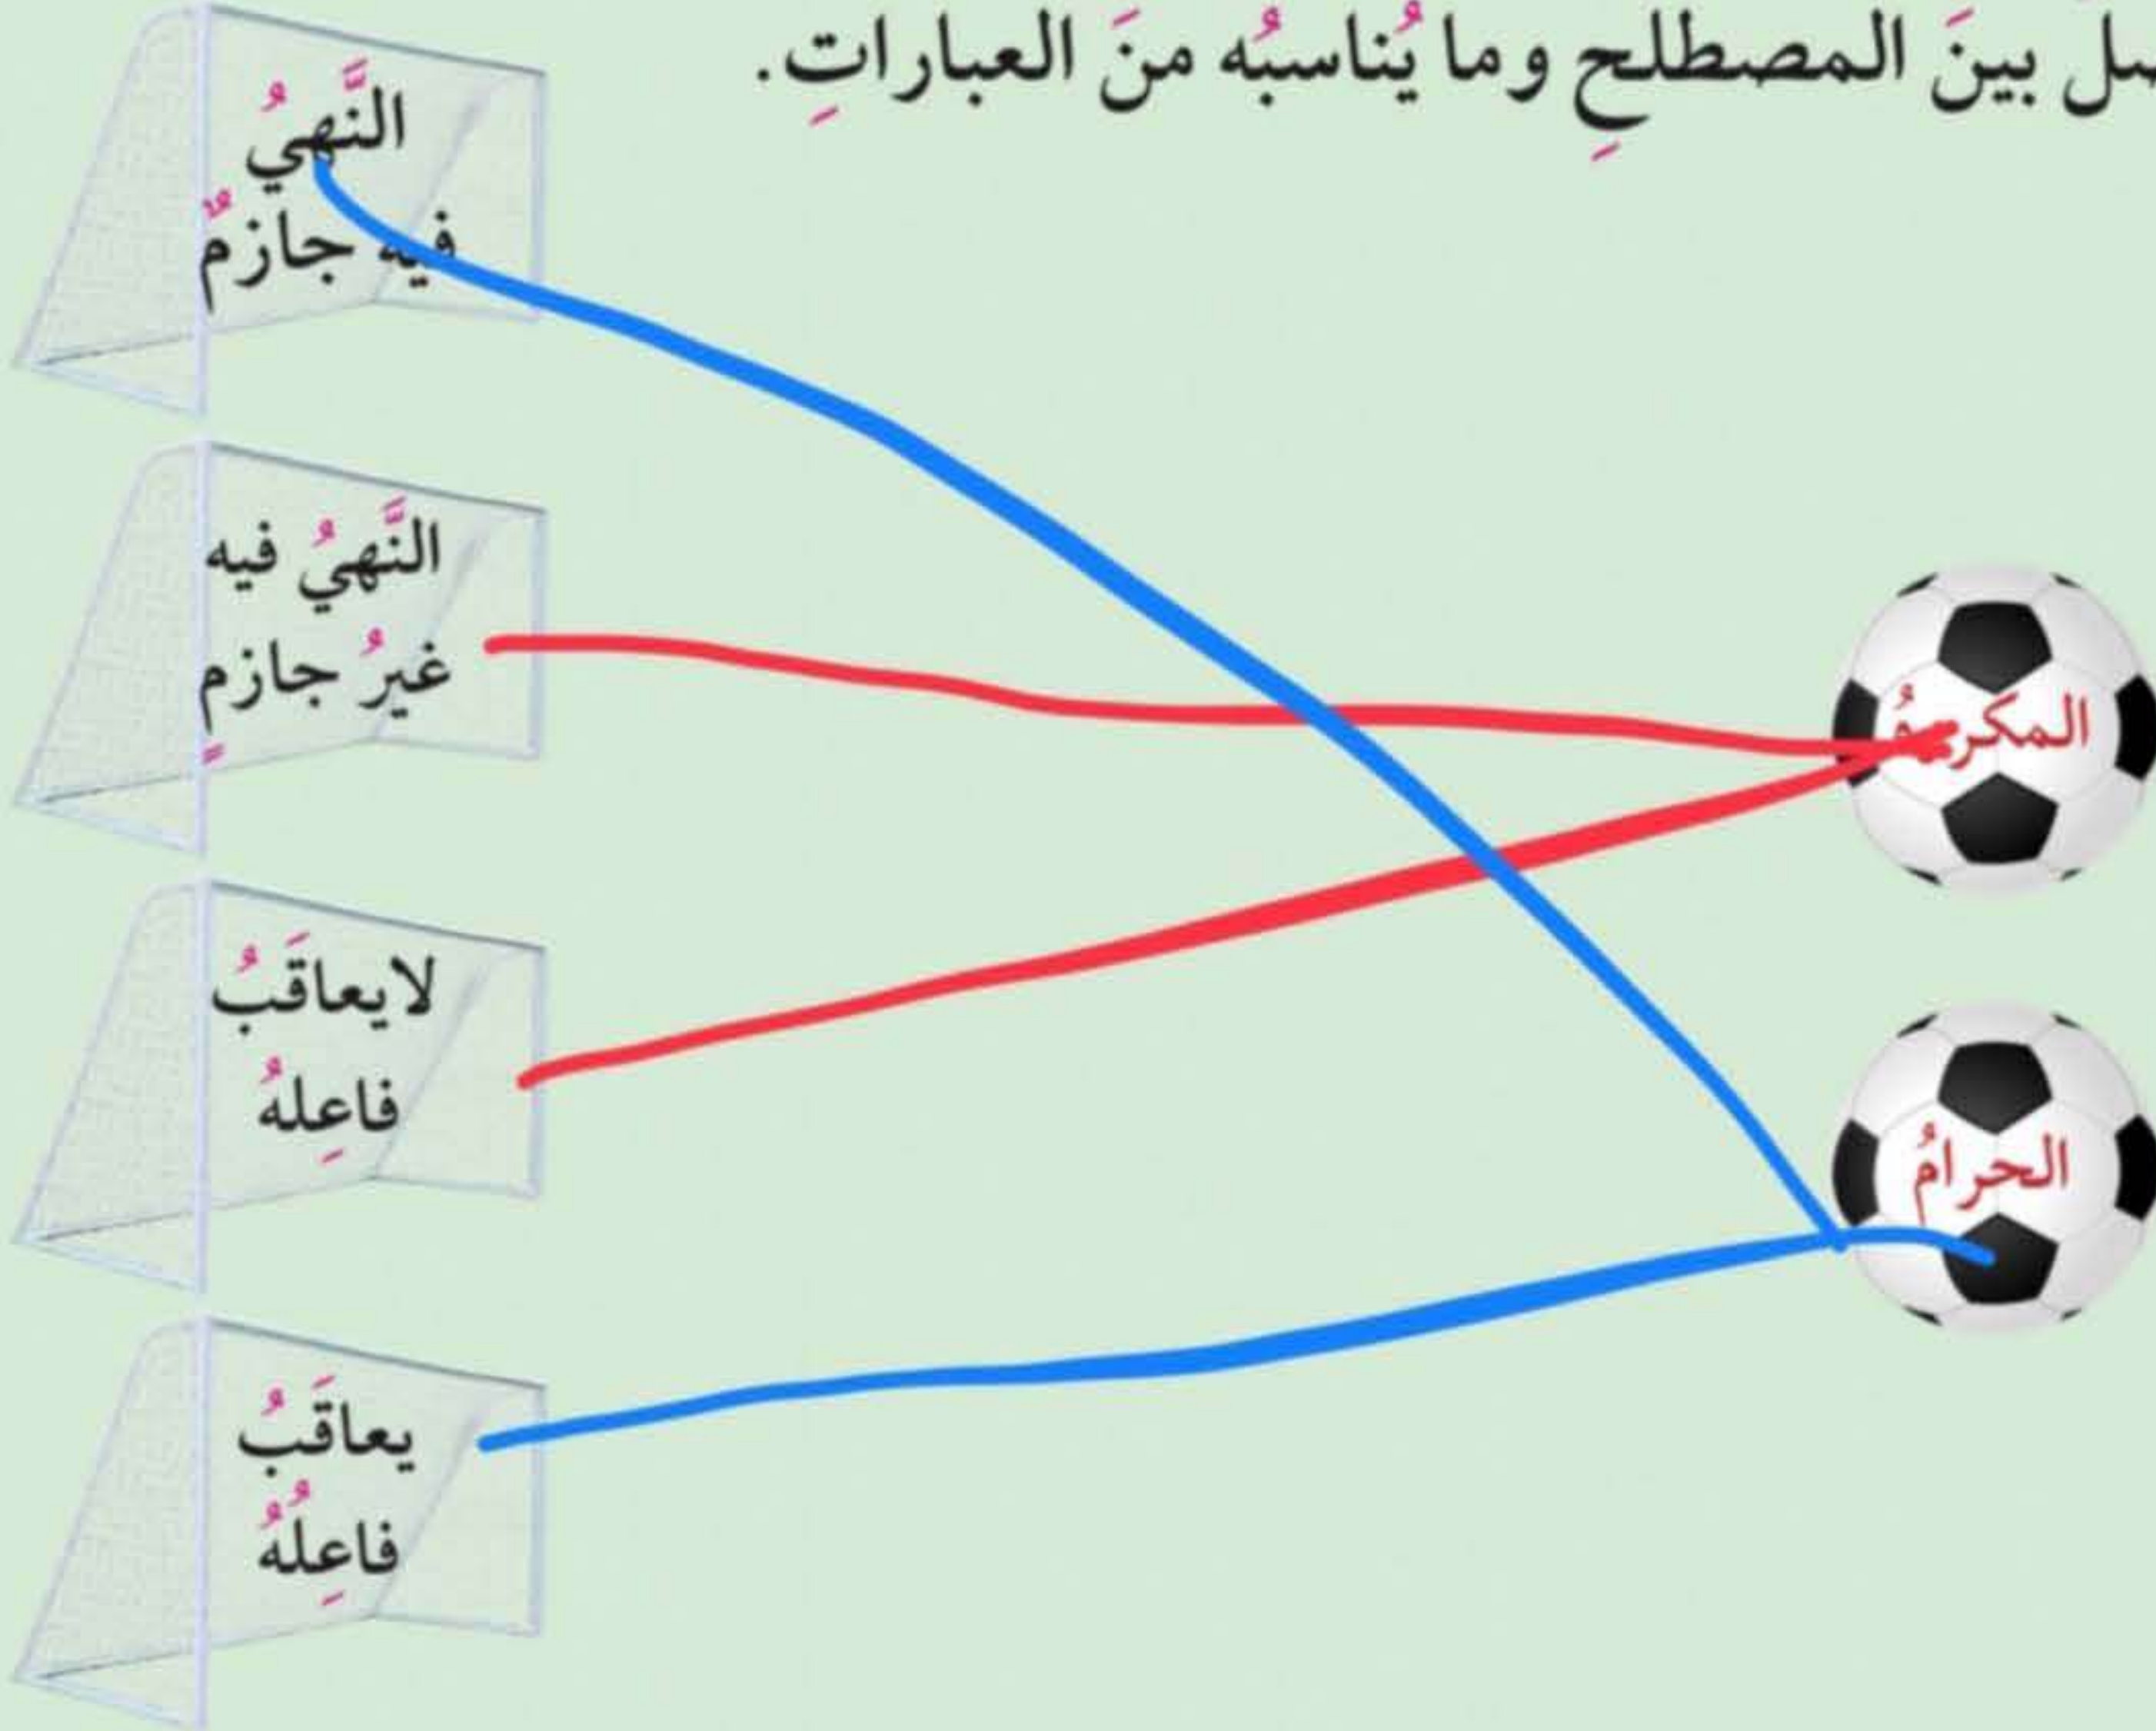 بينَ المصطلحِ وما يُناسبُه منَ العباراتِ.
النَّهيُ
فيه جازمٌ
النَّهيُ فيه
غيرُ جازمٍ
المكروهُ
لايعاقَبُ
فاعِلهُ
الحرامُ
يعاقَبُ
فاعِلُهُ